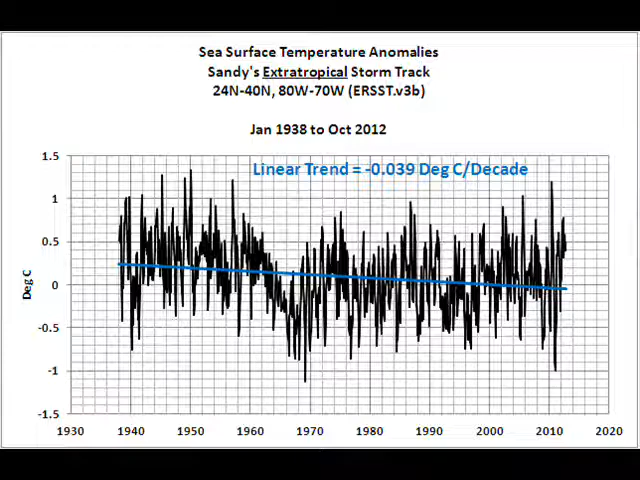 Sea Surface Temperature Anomalies
Sandy's Extratropical Storm Track
24N-40N, 80W-70W (ERSST.v3b)
Jan 1938 to Oct 2012
Linear Trend = -0.039 Deg C/Decade
1.5
1
0.5
0
-0.5
-1
-1.5
Deg C
1930 1940 1950 1960 1970 1980 1990 2000 2010 2020